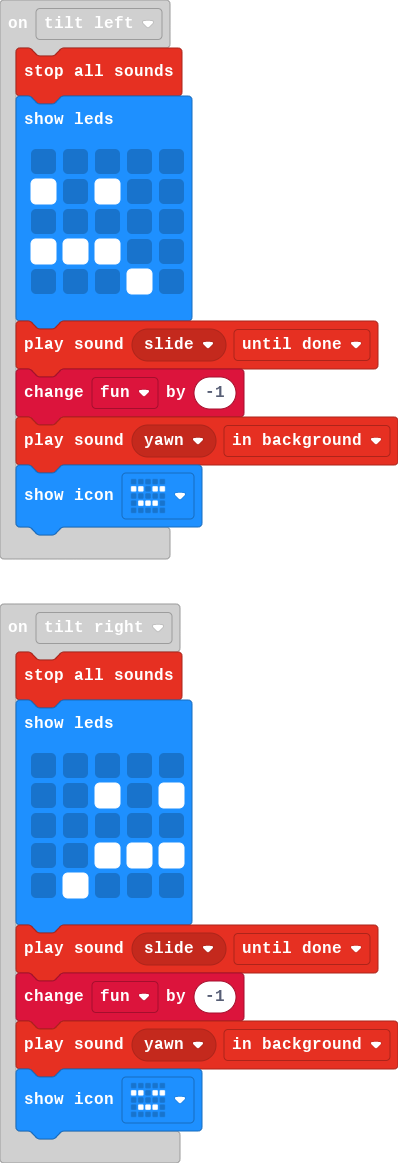 on tilt left
stop all sounds
show leds
play sound slide until done
change fun by -1
play sound yawn in background
show icon
on tilt right
stop all sounds
show leds
play sound slide until done
change fun by -1
play sound yawn in background
show icon